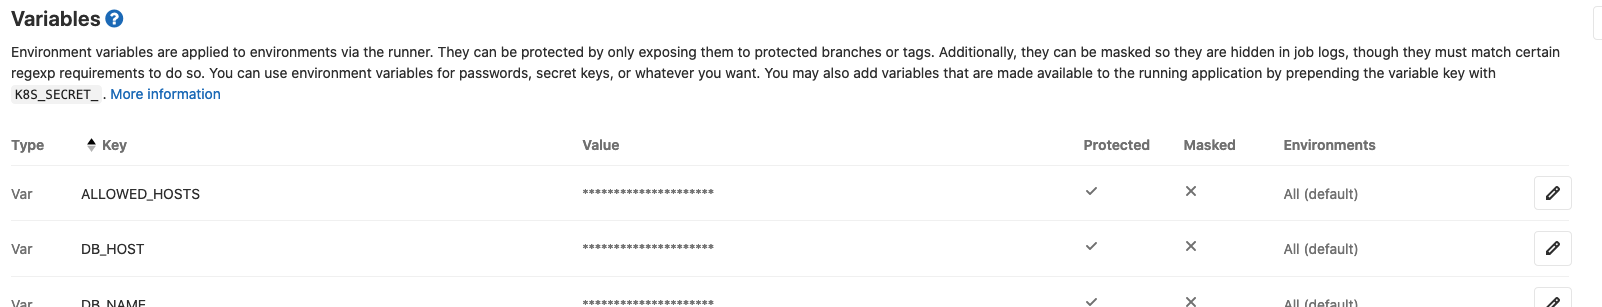 Variables ?
Environment variables are applied to environments via the runner. They can be protected by only exposing them to protected branches or tags. Additionally, they can be masked so they are hidden in job logs, though they must match certain
regexp requirements to do so. You can use environment variables for passwords, secret keys, or whatever you want. You may also add variables that are made available to the running application by prepending the variable key with
K8S_SECRET_ . More information
Type Key Value Protected Masked Environments
Var ALLOWED_HOSTS ********************* All (default)
Var DB_HOST ********************* All (default)
Var DB_NAME ********************* All (default)